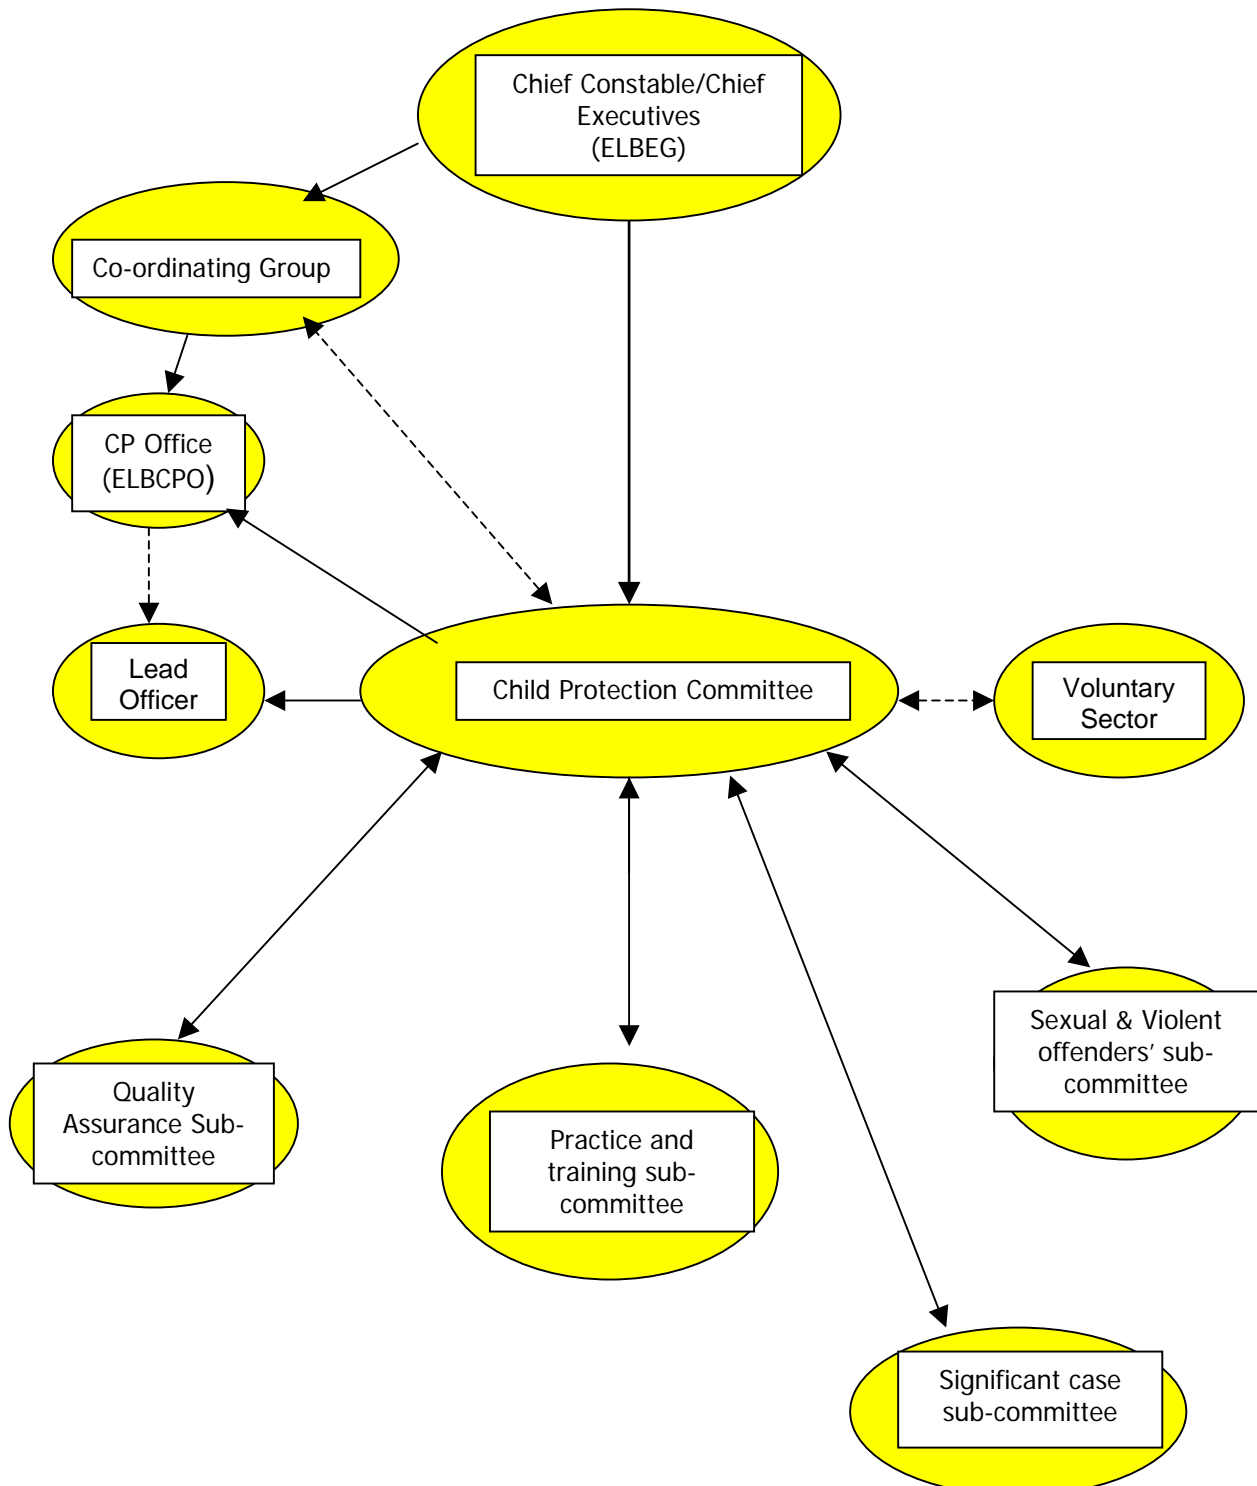 Chief Constable/Chief
Executives
(ELBEG)
Co-ordinating Group
CP Office
(ELBCPO)
Lead
Officer
Child Protection Committee
Voluntary
Sector
Sexual & Violent
offenders’ sub-
committee
Quality
Assurance Sub-
committee
Practice and
training sub-
committee
Significant case
sub-committee